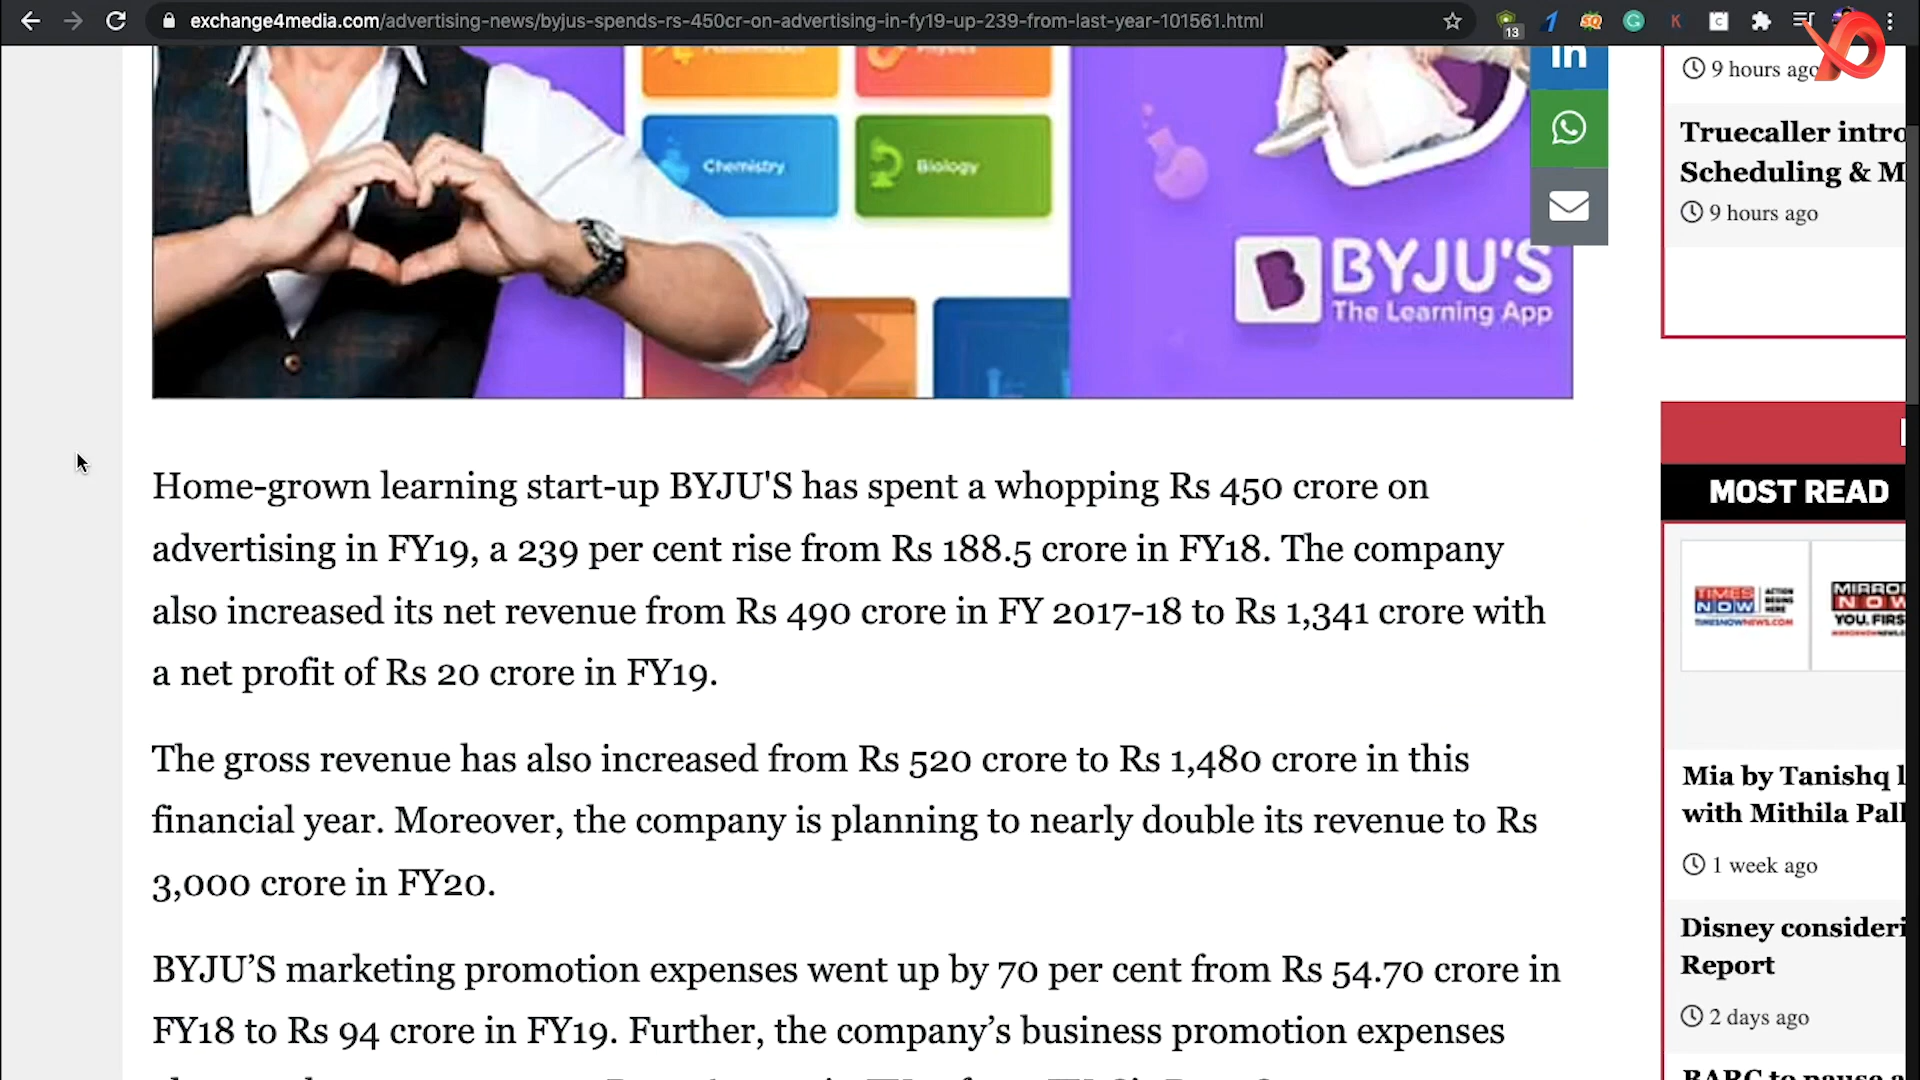 exchange4media.com/advertising-news/byjus-spends-rs-450cr-on-advertising-in-fy19-up-239-from-last-year-101561.html
13
9 hours ago
Truecaller intro
Scheduling & M
9 hours ago
Chemistry
Biology
BYJU'S
The Learning App
Home-grown learning start-up BYJU'S has spent a whopping Rs 450 crore on
advertising in FY19, a 239 per cent rise from Rs 188.5 crore in FY18. The company
also increased its net revenue from Rs 490 crore in FY 2017-18 to Rs 1,341 crore with
a net profit of Rs 20 crore in FY19.
The gross revenue has also increased from Rs 520 crore to Rs 1,480 crore in this
financial year. Moreover, the company is planning to nearly double its revenue to Rs
3,000 crore in FY20.
BYJU’S marketing promotion expenses went up by 70 per cent from Rs 54.70 crore in
FY18 to Rs 94 crore in FY19. Further, the company’s business promotion expenses
MOST READ
TIMES NOW ACTION BEGINS HERE
TIMESNOWNEWS.COM
MIRROR NOW
YOU. FIRS
Mia by Tanishq l
with Mithila Pall
1 week ago
Disney consideri
Report
2 days ago